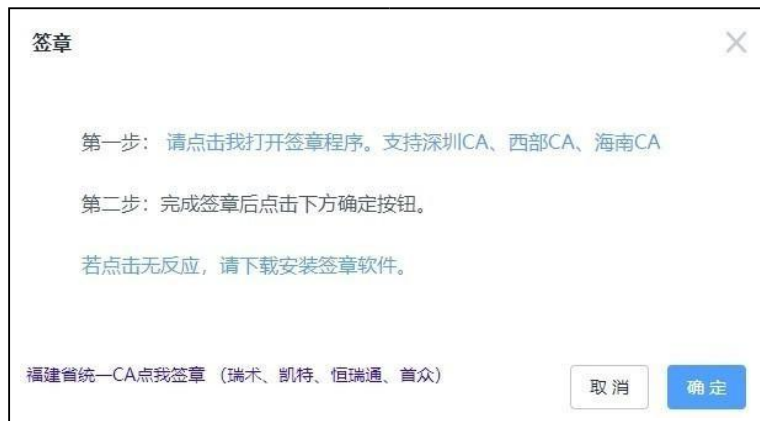 签章
第一步： 请点击我打开签章程序。支持深圳CA、西部CA、海南CA
第二步：完成签章后点击下方确定按钮。
若点击无反应，请下载安装签章软件。
福建省统一CA点我签章 （瑞术、凯特、恒瑞通、首众）
取 消
确 定